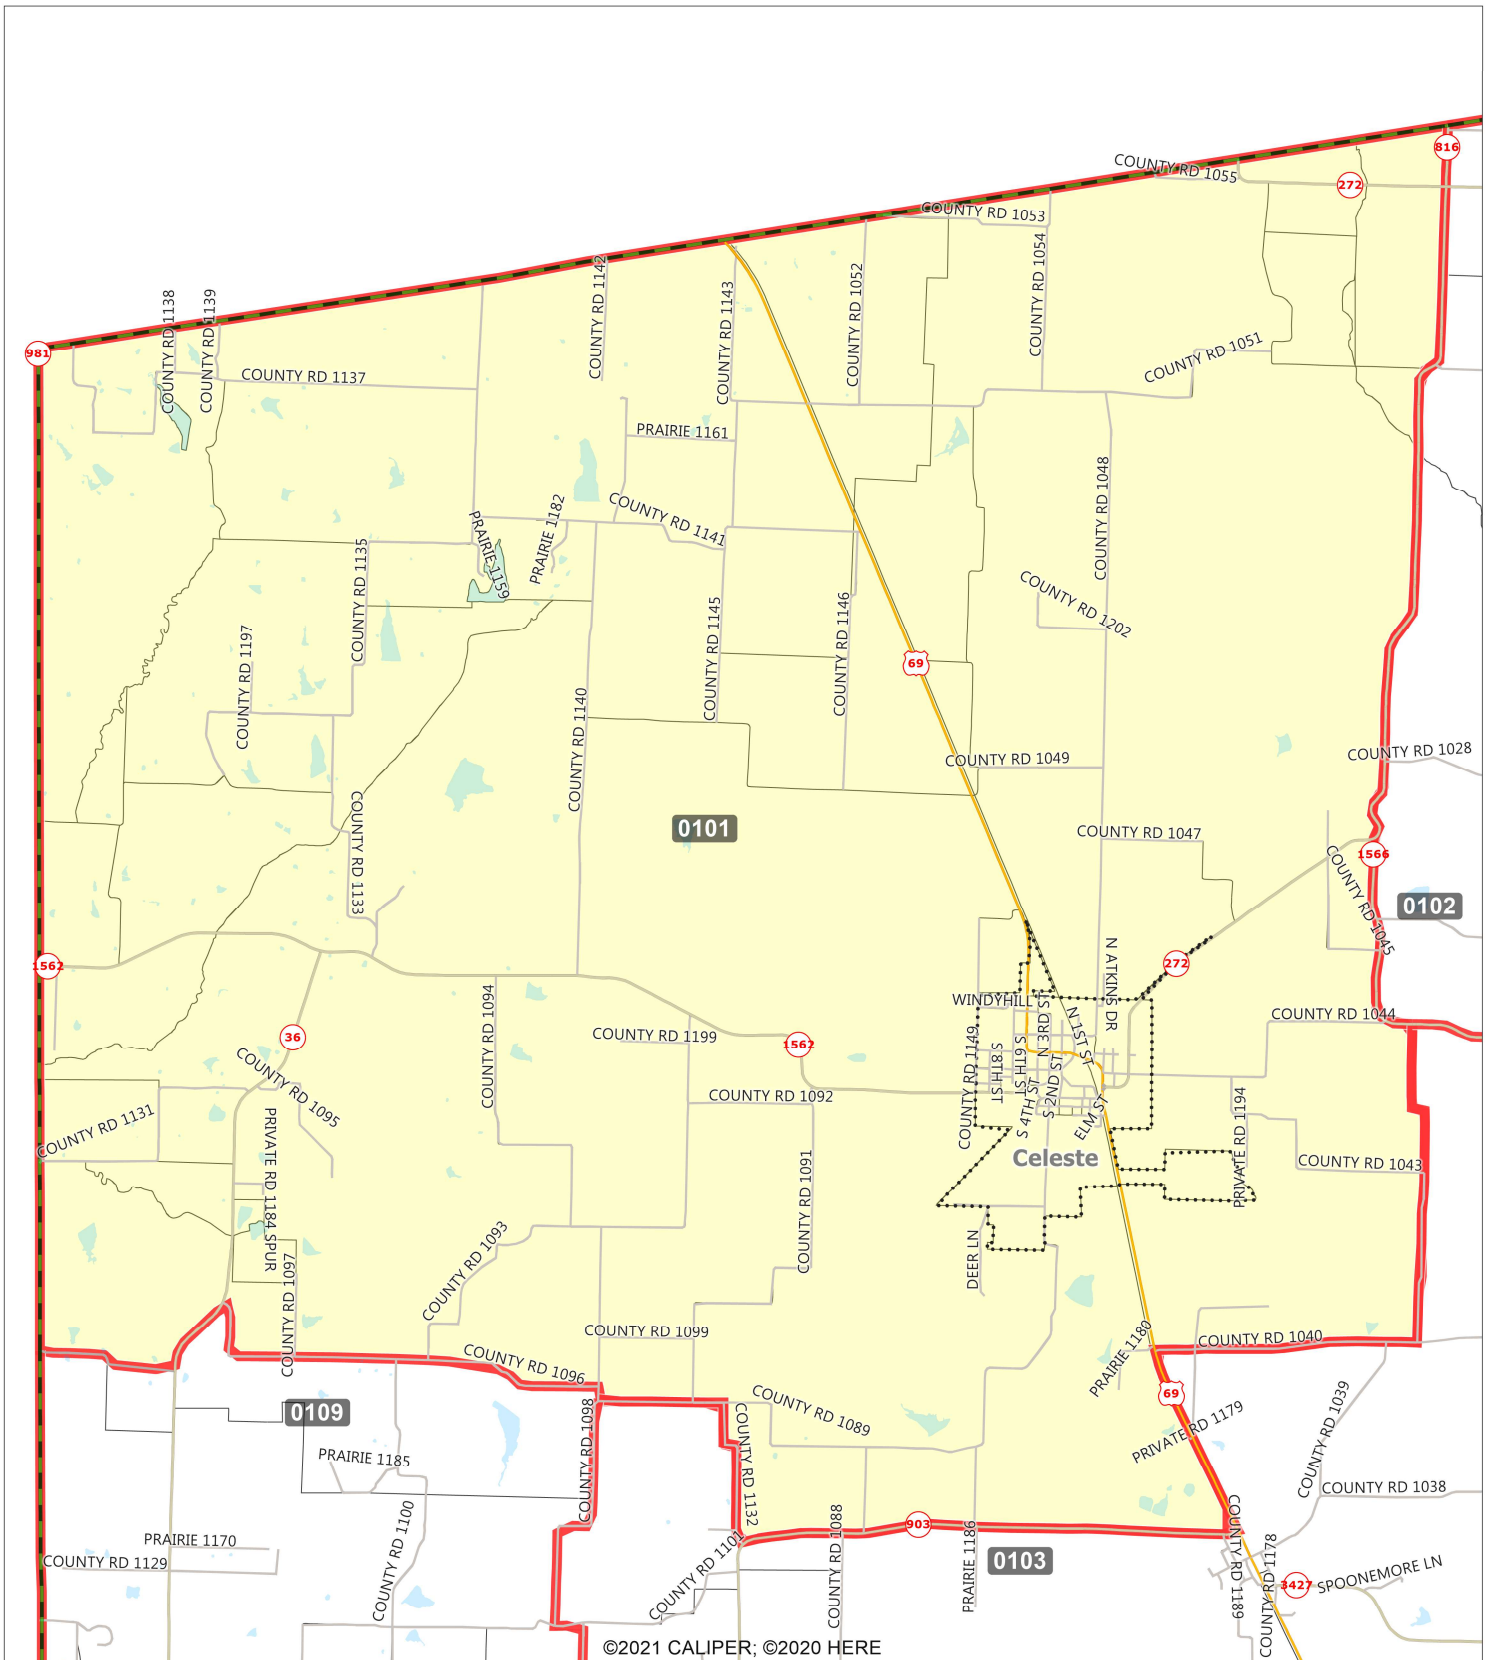 816
COUNTY RD 1055
272
COUNTY RD 1053
COUNTY RD 1054
COUNTY RD 1142
COUNTY RD 1052
COUNTY RD 1143
COUNTY RD 1138
COUNTY RD 1139
981
COUNTY RD 1051
COUNTY RD 1137
PRAIRIE 1161
COUNTY RD 1048
PRAIRIE 1182
COUNTY RD 1141
PRAIRIE 1159
COUNTY RD 1135
COUNTY RD 1202
COUNTY RD 1145
COUNTY RD 1146
COUNTY RD 1197
69
COUNTY RD 1140
COUNTY RD 1028
COUNTY RD 1049
COUNTY RD 1133
0101
COUNTY RD 1047
1566
COUNTY RD 1045
0102
1562
272
N ATKINS DR
WINDYHILL
N 3RD ST
N 1ST ST
COUNTY RD 1044
COUNTY RD 1094
36
COUNTY RD 1199
1562
COUNTY RD 1149
S 8TH ST
S 6TH ST
S 4TH ST
S 2ND ST
ELM ST
COUNTY RD 1095
COUNTY RD 1092
COUNTY RD 1131
PRIVATE RD 1184 SPUR
PRIVATE RD 1194
COUNTY RD 1043
Celeste
COUNTY RD 1091
COUNTY RD 1093
DEER LN
COUNTY RD 1097
COUNTY RD 1099
PRAIRIE 1180
COUNTY RD 1040
COUNTY RD 1096
69
COUNTY RD 1039
0109
COUNTY RD 1098
COUNTY RD 1132
COUNTY RD 1089
PRIVATE RD 1179
PRAIRIE 1185
COUNTY RD 1038
COUNTY RD 1100
COUNTY RD 1088
903
PRAIRIE 1186
PRAIRIE 1170
COUNTY RD 1129
COUNTY RD 1101
0103
COUNTY RD 1189
COUNTY RD 1178
3427
SPOONEMORE LN
©2021 CALIPER; ©2020 HERE